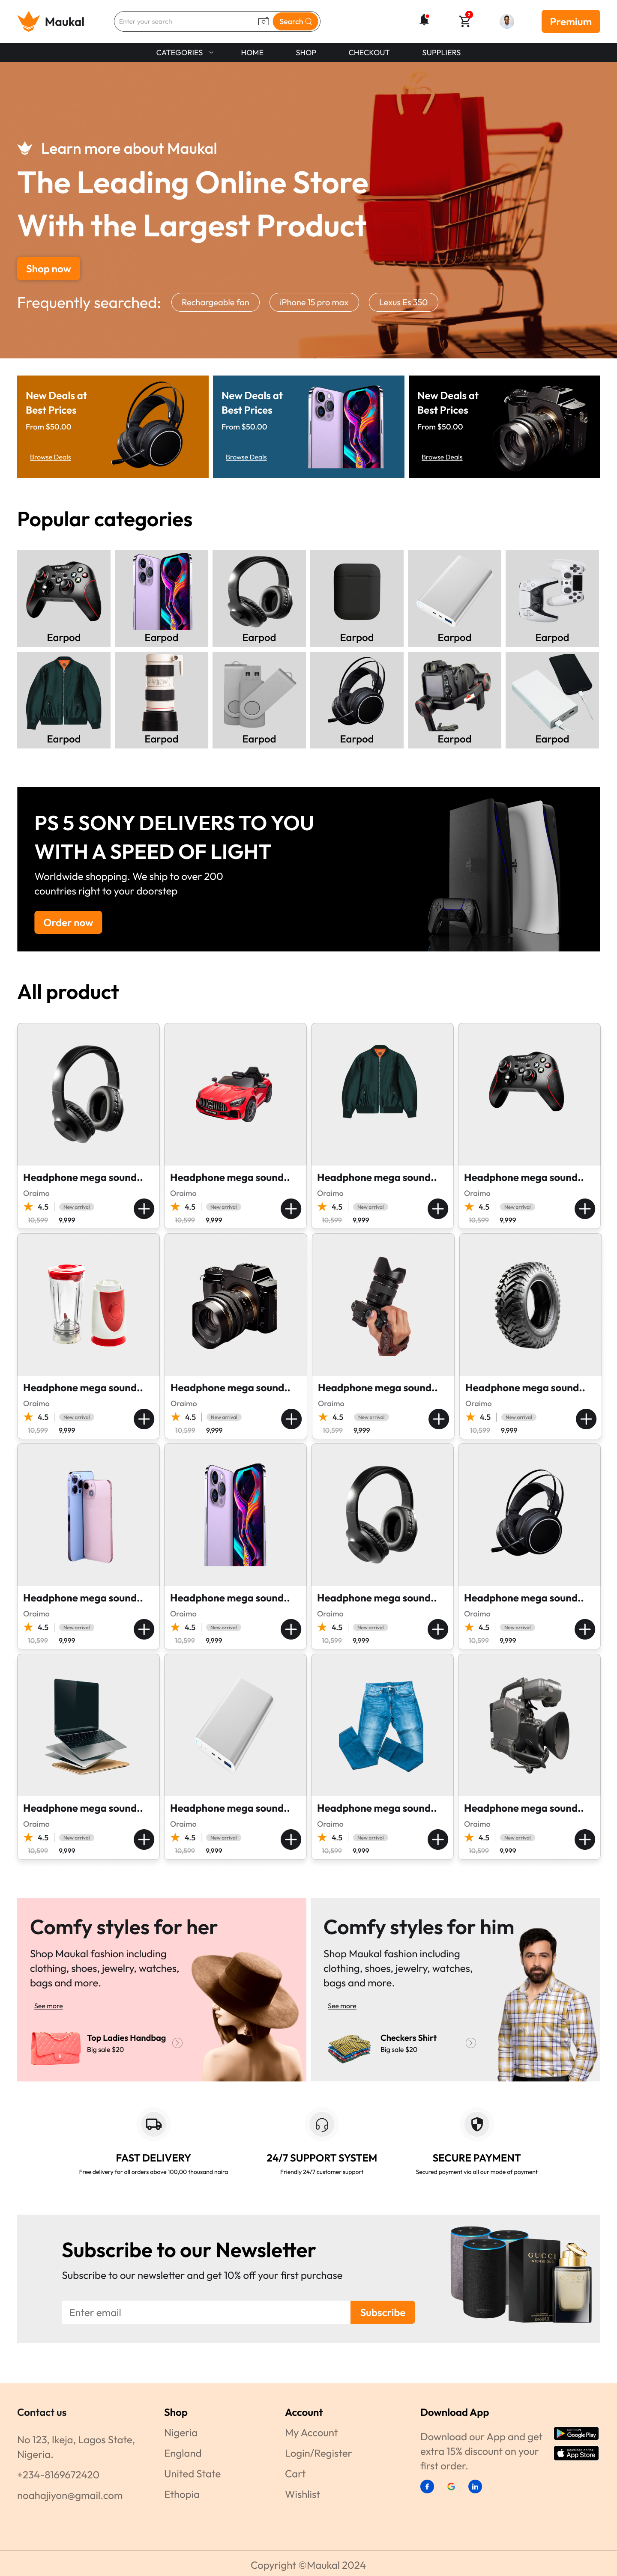 Maukal
Enter your search
Search
Premium
CATEGORIES
HOME
SHOP
CHECKOUT
SUPPLIERS
Learn more about Maukal
The Leading Online Store
With the Largest Product
Shop now
Frequently searched:
Rechargeable fan
iPhone 15 pro max
Lexus Es 350
New Deals at
Best Prices
From $50.00
Browse Deals
New Deals at
Best Prices
From $50.00
Browse Deals
New Deals at
Best Prices
From $50.00
Browse Deals
Popular categories
Earpod
Earpod
Earpod
Earpod
Earpod
Earpod
Earpod
Earpod
Earpod
Earpod
Earpod
Earpod
PS 5 SONY DELIVERS TO YOU
WITH A SPEED OF LIGHT
Worldwide shopping. We ship to over 200
countries right to your doorstep
Order now
All product
Headphone mega sound..
Oraimo
4.5
New arrival
10,599 9,999
Headphone mega sound..
Oraimo
4.5
New arrival
10,599 9,999
Headphone mega sound..
Oraimo
4.5
New arrival
10,599 9,999
Headphone mega sound..
Oraimo
4.5
New arrival
10,599 9,999
Headphone mega sound..
Oraimo
4.5
New arrival
10,599 9,999
Headphone mega sound..
Oraimo
4.5
New arrival
10,599 9,999
Headphone mega sound..
Oraimo
4.5
New arrival
10,599 9,999
Headphone mega sound..
Oraimo
4.5
New arrival
10,599 9,999
Headphone mega sound..
Oraimo
4.5
New arrival
10,599 9,999
Headphone mega sound..
Oraimo
4.5
New arrival
10,599 9,999
Headphone mega sound..
Oraimo
4.5
New arrival
10,599 9,999
Headphone mega sound..
Oraimo
4.5
New arrival
10,599 9,999
Headphone mega sound..
Oraimo
4.5
New arrival
10,599 9,999
Headphone mega sound..
Oraimo
4.5
New arrival
10,599 9,999
Headphone mega sound..
Oraimo
4.5
New arrival
10,599 9,999
Headphone mega sound..
Oraimo
4.5
New arrival
10,599 9,999
Comfy styles for her
Shop Maukal fashion including
clothing, shoes, jewelry, watches,
bags and more.
See more
Top Ladies Handbag
Big sale $20
Comfy styles for him
Shop Maukal fashion including
clothing, shoes, jewelry, watches,
bags and more.
See more
Checkers Shirt
Big sale $20
FAST DELIVERY
Free delivery for all orders above 100,00 thousand naira
24/7 SUPPORT SYSTEM
Friendly 24/7 customer support
SECURE PAYMENT
Secured payment via all our mode of payment
Subscribe to our Newsletter
Subscribe to our newsletter and get 10% off your first purchase
Enter email
Subscribe
GUCCI
Contact us
No 123, Ikeja, Lagos State,
Nigeria.
+234-8169672420
noahajiyon@gmail.com
Shop
Nigeria
England
United State
Ethopia
Account
My Account
Login/Register
Cart
Wishlist
Download App
Download our App and get
extra 15% discount on your
first order.
GET IT ON
Google Play
Download on the
App Store
Copyright ©Maukal 2024